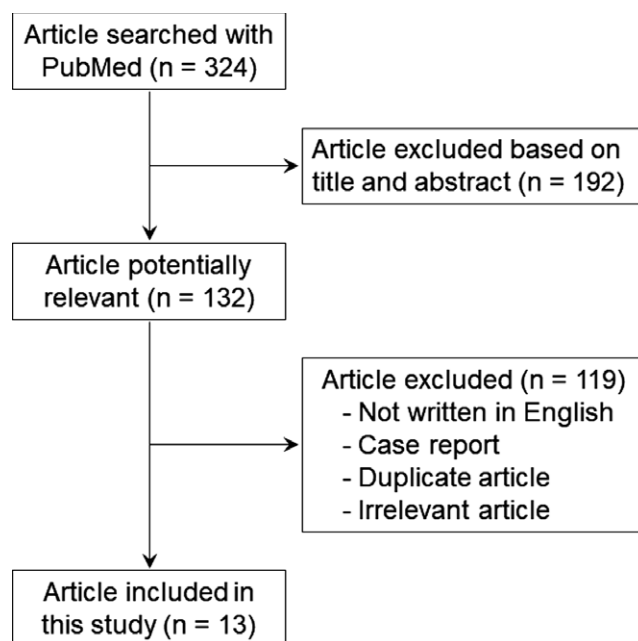 Article searched with
PubMed (n = 324)
Article excluded based on
title and abstract (n = 192)
Article potentially
relevant (n = 132)
Article excluded (n = 119)
- Not written in English
- Case report
- Duplicate article
- Irrelevant article
Article included in
this study (n = 13)